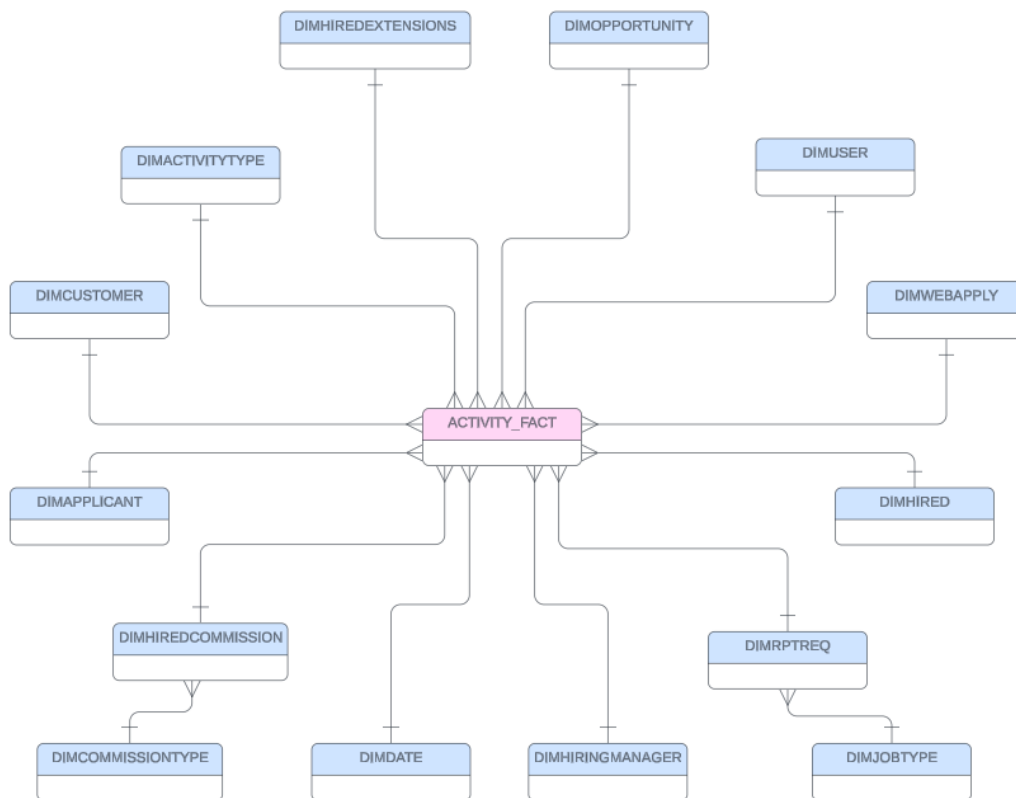 DIMHIREDEXTENSIONS
DIMOPPORTUNITY
DIMACTIVITYTYPE
DIMUSER
DIMCUSTOMER
DIMWEBAPPLY
ACTIVITY_FACT
DIMAPPLICANT
DIMHIRED
DIMHIREDCOMMISSION
DIMRPTREQ
DIMCOMMISSIONTYPE
DIMDATE
DIMHIRINGMANAGER
DIMJOBTYPE